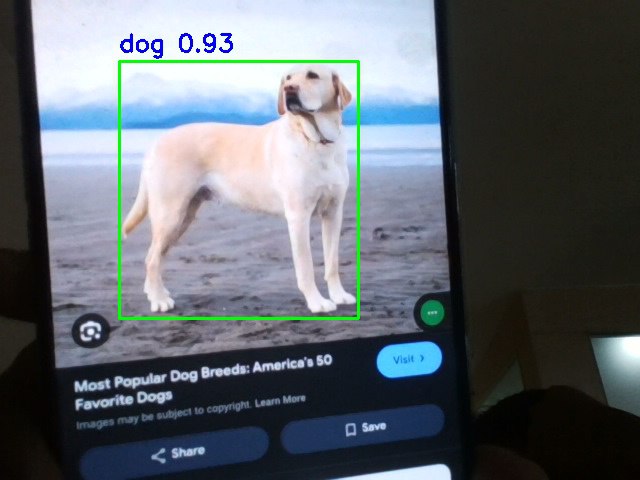 dog 0.93
Most Popular Dog Breeds: America's 50
Favorite Dogs
Visit >
Images may be subject to copyright. Learn More
Share
Save